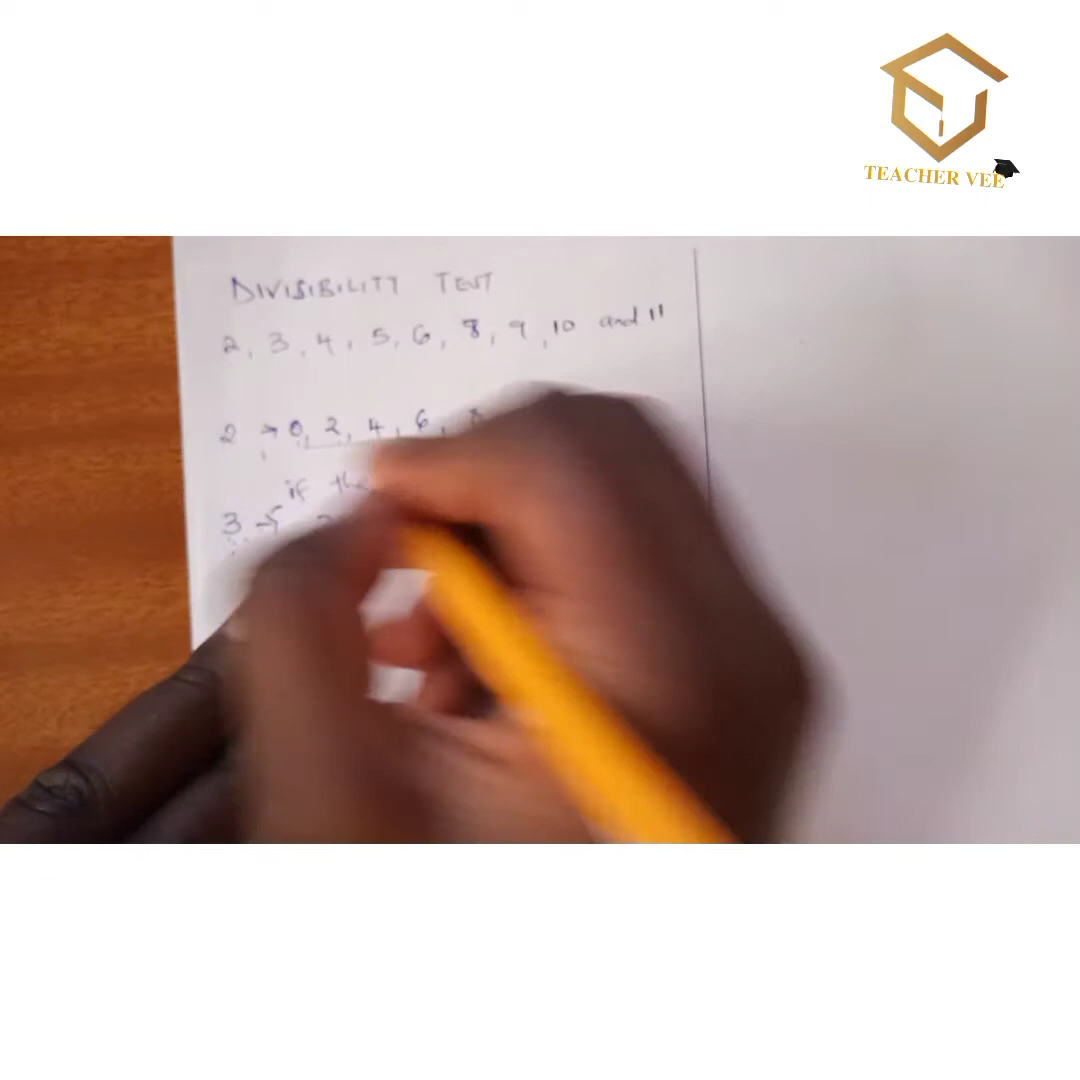 TEACHER VEE
DIVISIBILITY TEST
2, 3, 4, 5, 6, 8, 9, 10 and 11
2 → 0, 2, 4, 6, 8
if the
3 →